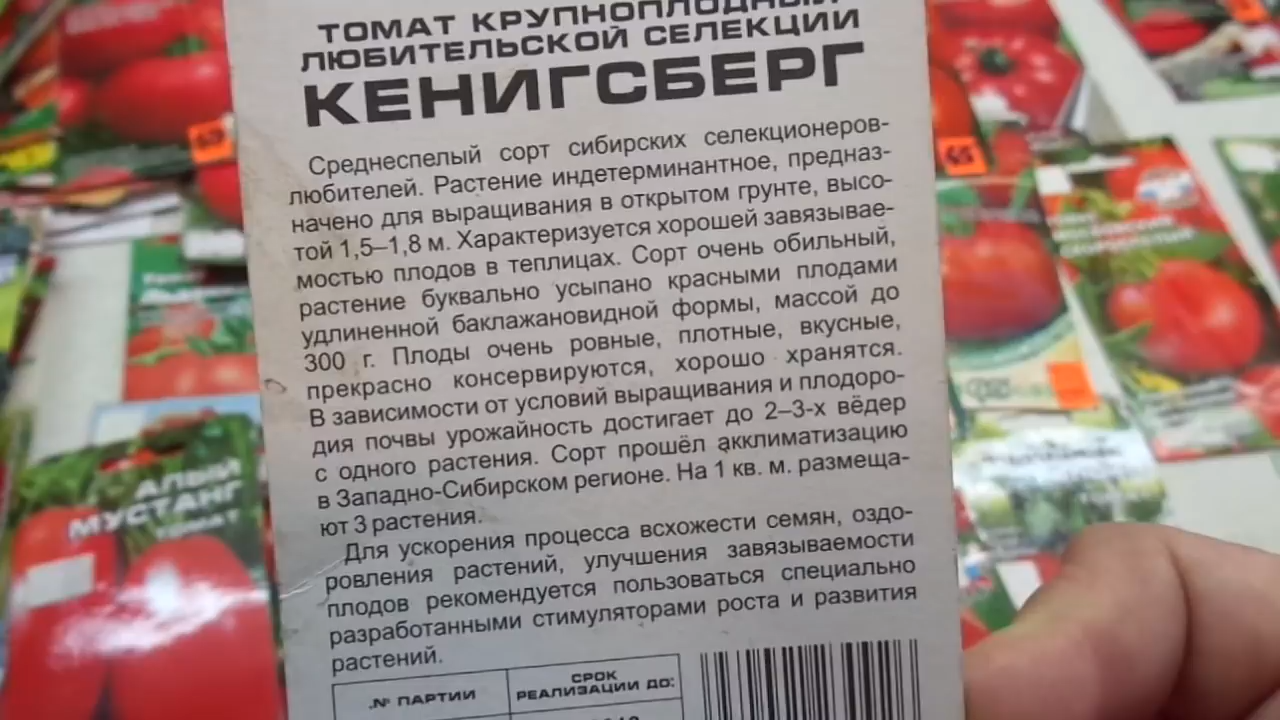 ТОМАТ КРУПНОПЛОДНЫЙ
ЛЮБИТЕЛЬСКОЙ СЕЛЕКЦИИ
КЕНИГСБЕРГ
Среднеспелый сорт сибирских селекционеров-
любителей. Растение индетерминантное, предназ-
начено для выращивания в открытом грунте, высо-
той 1,5–1,8 м. Характеризуется хорошей завязывае-
мостью плодов в теплицах. Сорт очень обильный,
растение буквально усыпано красными плодами
удлиненной баклажановидной формы, массой до
300 г. Плоды очень ровные, плотные, вкусные,
прекрасно консервируются, хорошо хранятся.
В зависимости от условий выращивания и плодоро-
дия почвы урожайность достигает до 2–3-х вёдер
с одного растения. Сорт прошёл акклиматизацию
в Западно-Сибирском регионе. На 1 кв. м. размеща-
ют 3 растения.
Для ускорения процесса всхожести семян, оздо-
ровления растений, улучшения завязываемости
плодов рекомендуется пользоваться специально
разработанными стимуляторами роста и развития
растений.
№ ПАРТИИ
СРОК
РЕАЛИЗАЦИИ ДО:
АЛЫЙ
МУСТАНГ
ТОМАТ